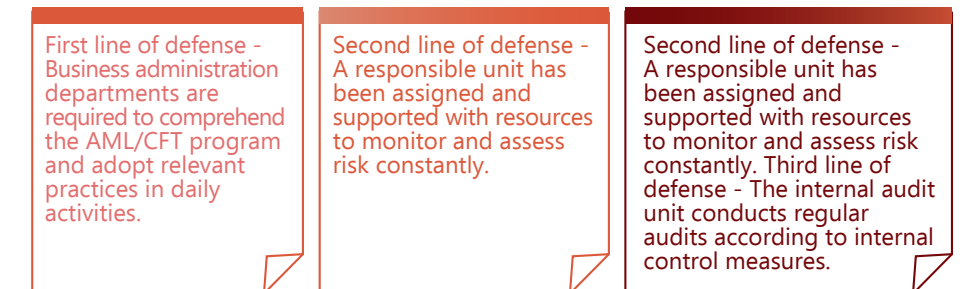 First line of defense -
Business administration
departments are
required to comprehend
the AML/CFT program
and adopt relevant
practices in daily
activities.
Second line of defense -
A responsible unit has
been assigned and
supported with resources
to monitor and assess
risk constantly.
Second line of defense -
A responsible unit has
been assigned and
supported with resources
to monitor and assess risk
constantly. Third line of
defense - The internal audit
unit conducts regular
audits according to internal
control measures.